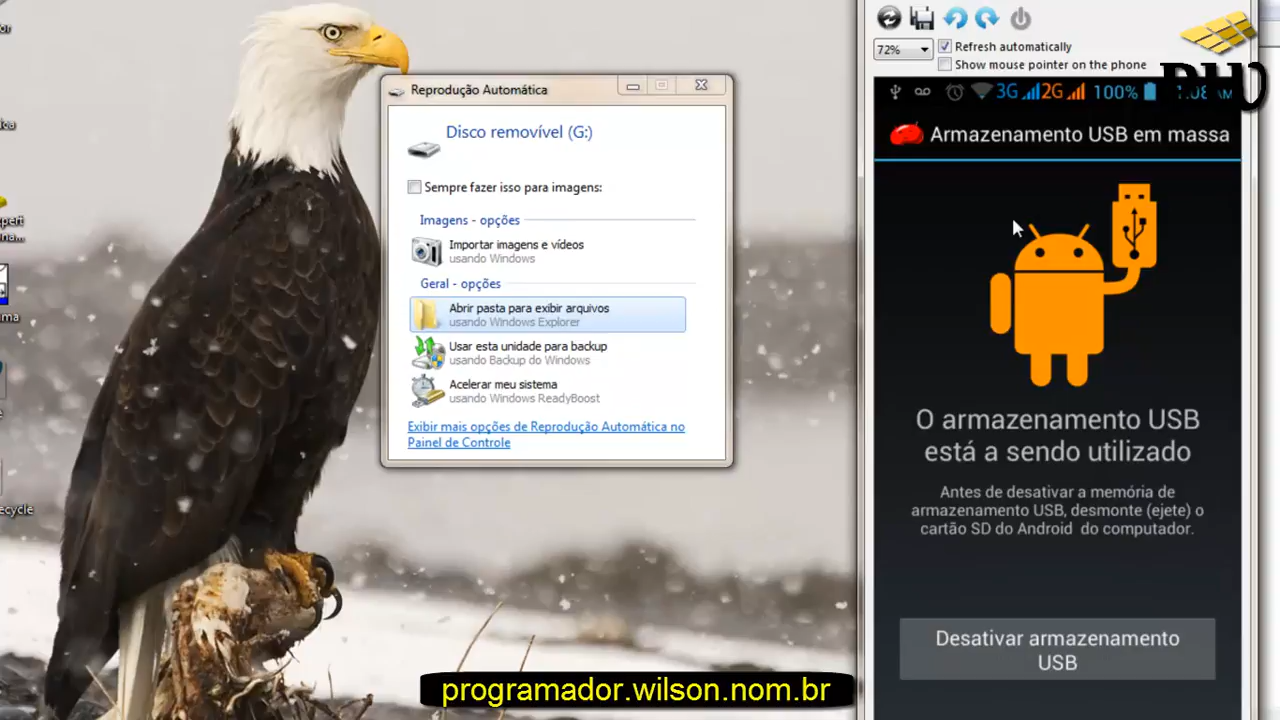 Reprodução Automática
Disco removível (G:)
Sempre fazer isso para imagens:
Imagens - opções
Importar imagens e vídeos
usando Windows
Geral - opções
Abrir pasta para exibir arquivos
usando Windows Explorer
Usar esta unidade para backup
usando Backup do Windows
Acelerar meu sistema
usando Windows ReadyBoost
Exibir mais opções de Reprodução Automática no
Painel de Controle
72%
Refresh automatically
Show mouse pointer on the phone
3G 2G 100% 1:08 AM
Armazenamento USB em massa
O armazenamento USB
está a sendo utilizado
Antes de desativar a memória de
armazenamento USB, desmonte (ejete) o
cartão SD do Android do computador.
Desativar armazenamento
USB
programador.wilson.nom.br